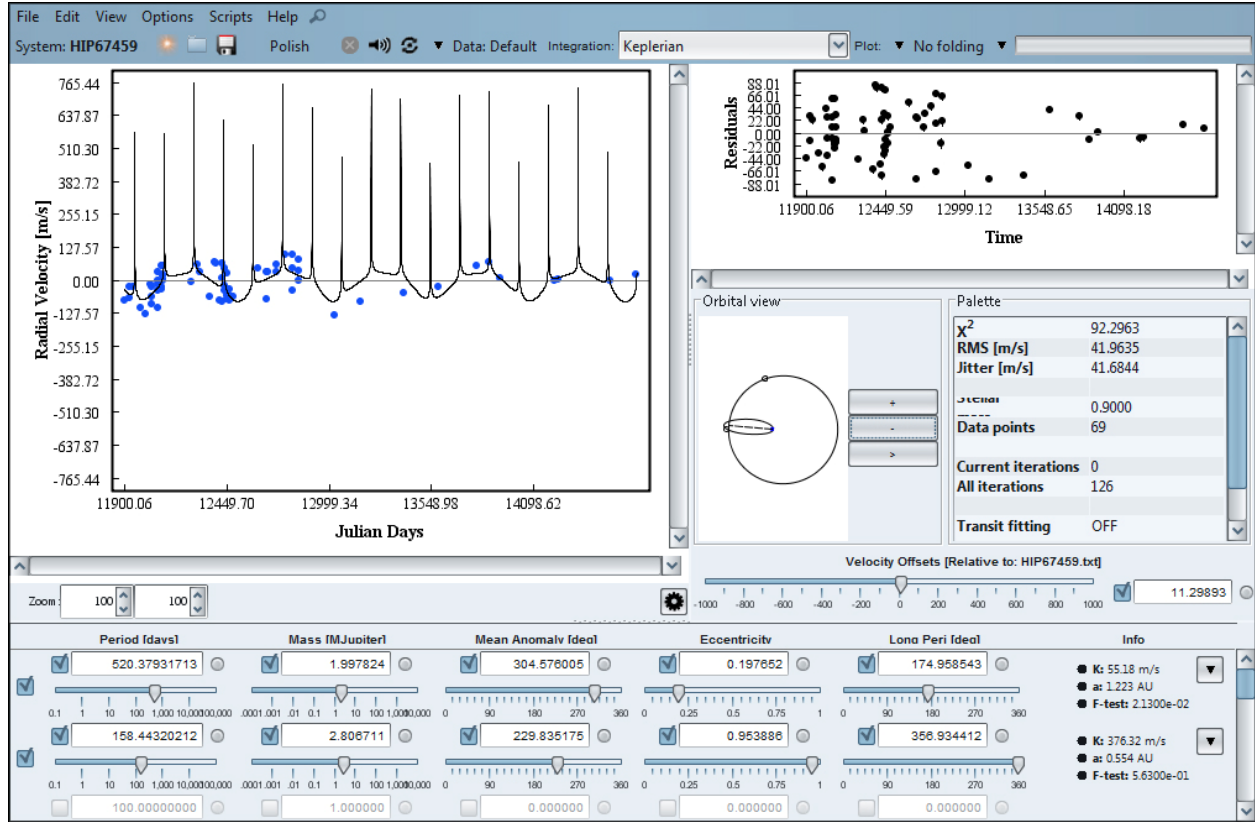 File Edit View Options Scripts Help
System: HIP67459 Polish Data: Default Integration: Keplerian Plot: No folding
765.44
637.87
510.30
382.72
255.15
127.57
0.00
-127.57
-255.15
-382.72
-510.30
-637.87
-765.44
Radial Velocity [m/s]
11900.06 12449.70 12999.34 13548.98 14098.62
Julian Days
88.01
66.01
44.00
22.00
0.00
-22.00
-44.00
-66.01
-88.01
Residuals
11900.06 12449.59 12999.12 13548.65 14098.18
Time
Orbital view
+
-
>
Palette
X2 92.2963
RMS [m/s] 41.9635
Jitter [m/s] 41.6844
0.9000
Data points 69
Current iterations 0
All iterations 126
Transit fitting OFF
Zoom: 100 100
Velocity Offsets [Relative to: HIP67459.txt]
-1000 -800 -600 -400 -200 0 200 400 600 800 1000
11.29893
Period [days] Mass [MJupiter] Mean Anomaly [deg] Eccentricity Long Peri [deg] Info
520.37931713 1.997824 304.576005 0.197652 174.958543
K: 55.18 m/s
a: 1.223 AU
F-test: 2.1300e-02
0.1 1 10 100 1,000 10,000 100,000 .0001 .001 .01 0.1 1 10 100 1,000 10,000 0 90 180 270 360 0 0.25 0.5 0.75 1 0 90 180 270 360
158.44320212 2.806711 229.835175 0.953886 356.934412
K: 376.32 m/s
a: 0.554 AU
F-test: 5.6300e-01
0.1 1 10 100 1,000 10,000 100,000 .0001 .001 .01 0.1 1 10 100 1,000 10,000 0 90 180 270 360 0 0.25 0.5 0.75 1 0 90 180 270 360
100.00000000 1.000000 0.000000 0.000000 0.000000